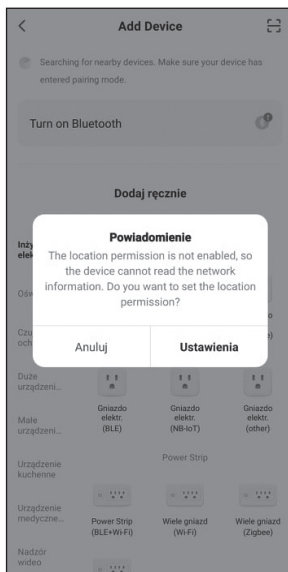 Add Device
Searching for nearby devices. Make sure your device has
entered pairing mode.
Turn on Bluetooth
Dodaj ręcznie
Powiadomienie
The location permission is not enabled, so
the device cannot read the network
information. Do you want to set the location
permission?
Anuluj Ustawienia
Duże
urządzeni...
Gniazdo
elektr.
(BLE)
Gniazdo
elektr.
(NB-IoT)
Gniazdo
elektr.
(other)
Małe
urządzeni...
Urządzenie
kuchenne
Power Strip
Urządzenie
medyczne...
Power Strip
(BLE+Wi-Fi)
Wiele gniazd
(Wi-Fi)
Wiele gniazd
(Zigbee)
Nadzór
wideo